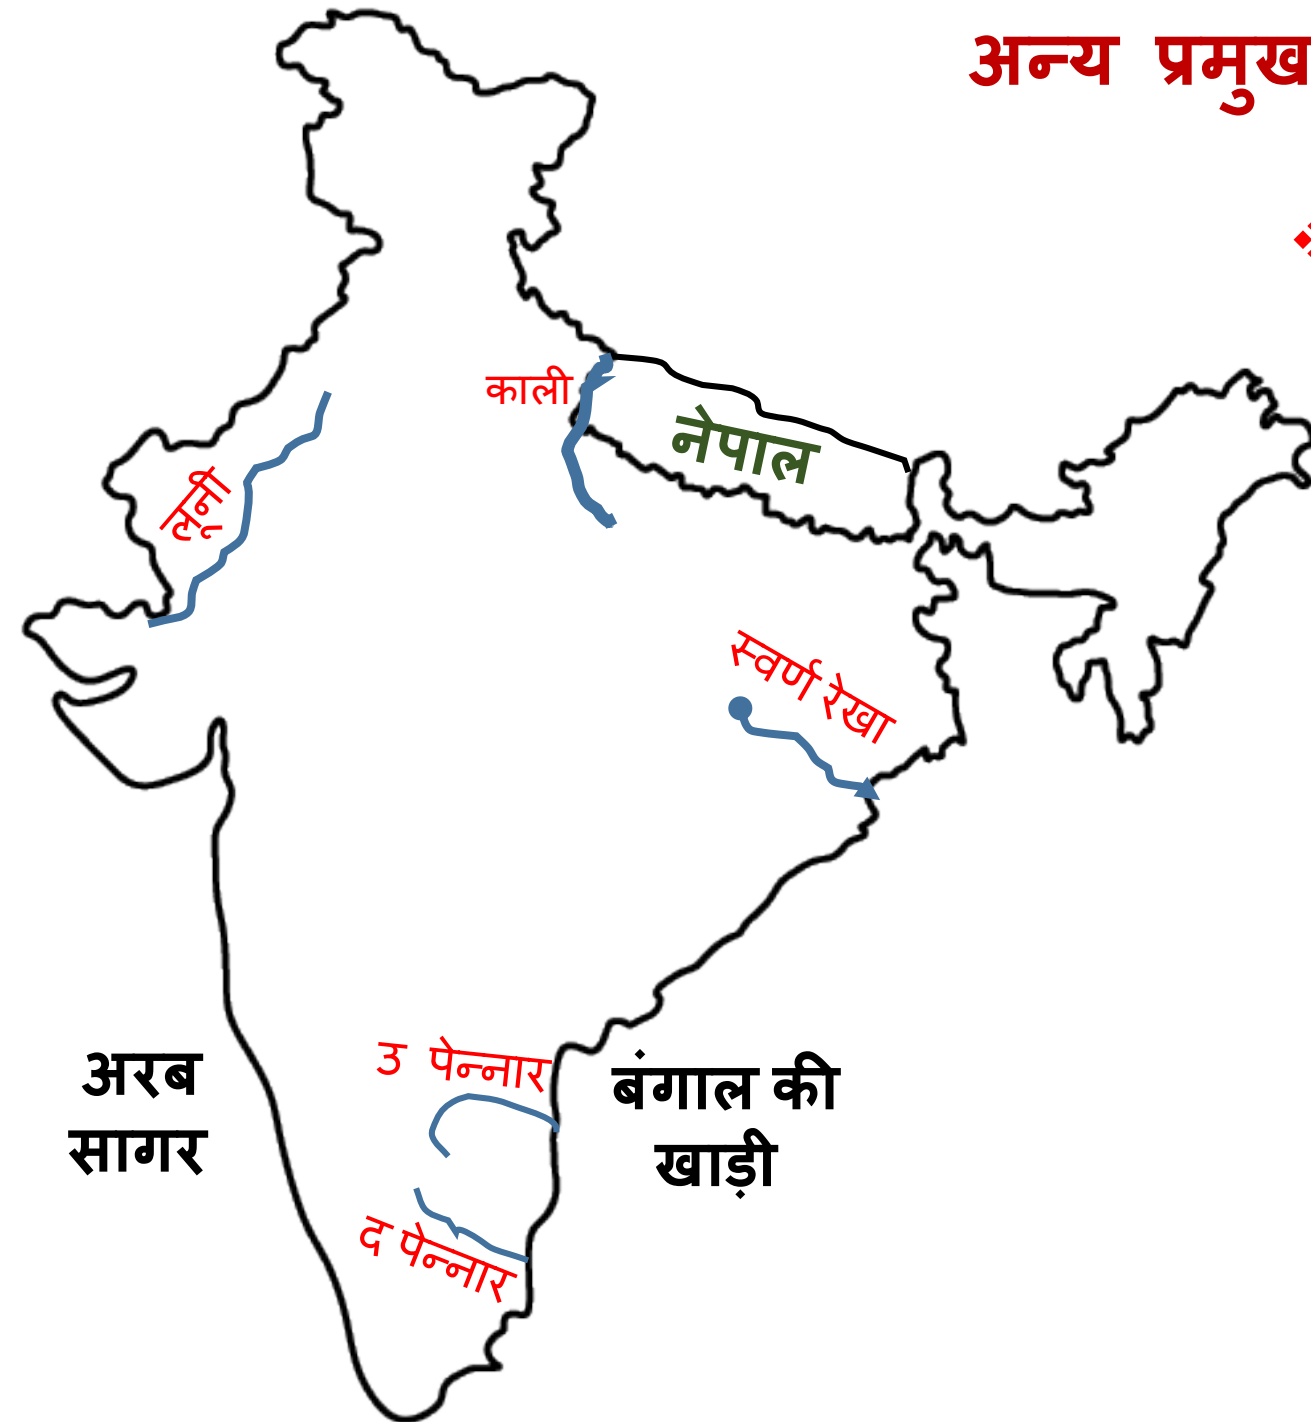 अन्य प्रमुख
काली
नेपाल
लूनी
स्वर्ण रेखा
उ पेन्नार
अरब
सागर
बंगाल की
खाड़ी
द पेन्नार